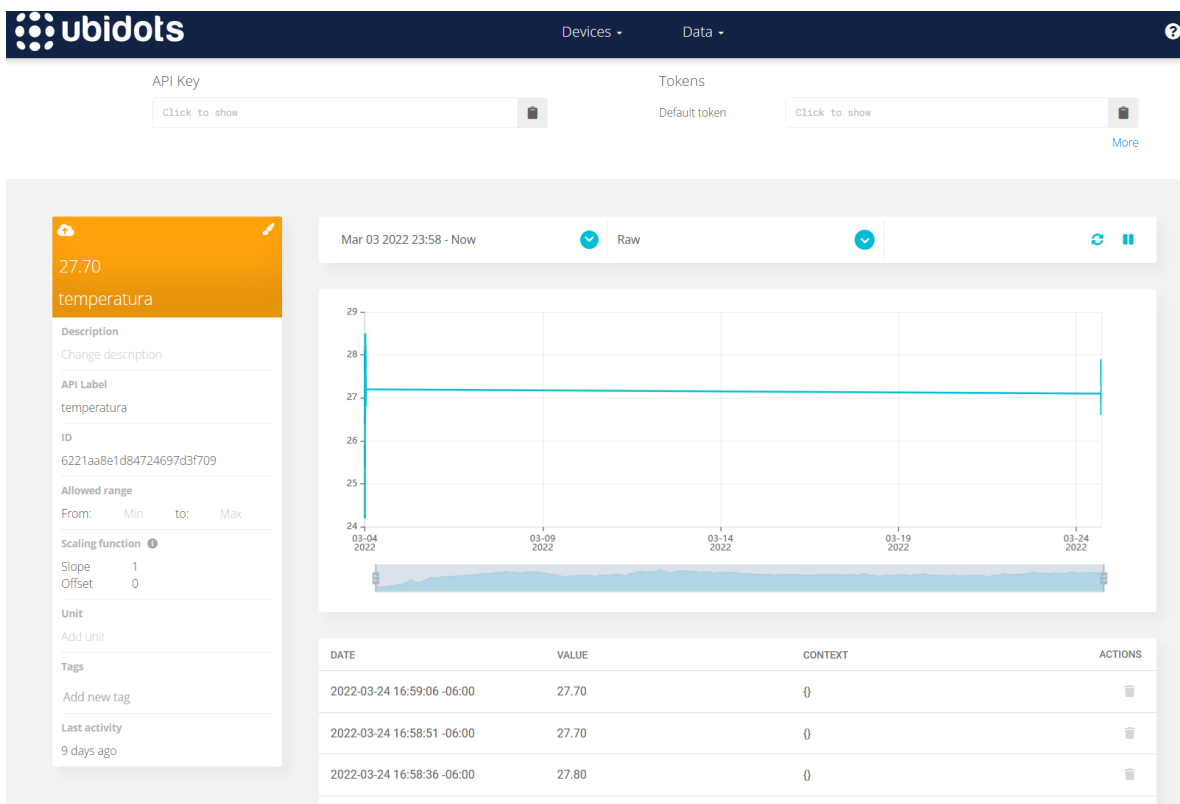 ubidots
Devices
Data
API Key
Tokens
Click to show
Default token
Click to show
More
27.70
temperatura
Description
Change description
API Label
temperatura
ID
6221aa8e1d84724697d3f709
Allowed range
From: Min to: Max
Scaling function
Slope 1
Offset 0
Unit
Add unit
Tags
Add new tag
Last activity
9 days ago
Mar 03 2022 23:58 - Now
Raw
29
28
27
26
25
24
03-04 03-09 03-14 03-19 03-24
2022 2022 2022 2022 2022
DATE VALUE CONTEXT ACTIONS
2022-03-24 16:59:06 -06:00 27.70 {}
2022-03-24 16:58:51 -06:00 27.70 {}
2022-03-24 16:58:36 -06:00 27.80 {}